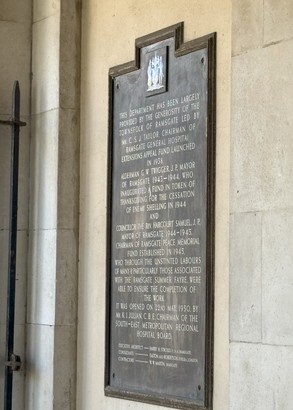 THIS DEPARTMENT HAS BEEN LARGELY
PROVIDED BY THE GENEROSITY OF THE
TOWNSFOLK OF RAMSGATE LED BY
MR. C. S. J. TAYLOR CHAIRMAN OF
RAMSGATE GENERAL HOSPITAL
EXTENSIONS APPEAL FUND LAUNCHED
IN 1938.
ALDERMAN G. W. TRIGGER, J.P. MAYOR
OF RAMSGATE 1943-1944, WHO
INAUGURATED A FUND IN TOKEN OF
THANKSGIVING FOR THE CESSATION
OF ENEMY SHELLING IN 1944
AND
COUNCILLOR THE RT. HARCOURT SAMUEL, J.P.
MAYOR OF RAMSGATE 1944-1945,
CHAIRMAN OF RAMSGATE PEACE MEMORIAL
FUND ESTABLISHED IN 1945,
WHO THROUGH THE UNSTINTED LABOURS
OF MANY & PARTICULARLY THOSE ASSOCIATED
WITH THE RAMSGATE SUMMER FAYRE, WERE
ABLE TO ENSURE THE COMPLETION OF
THE WORK
IT WAS OPENED ON 22ND MAY 1950, BY
MR. B. I. JULIAN C.B.E. CHAIRMAN OF THE
SOUTH-EAST METROPOLITAN REGIONAL
HOSPITAL BOARD.